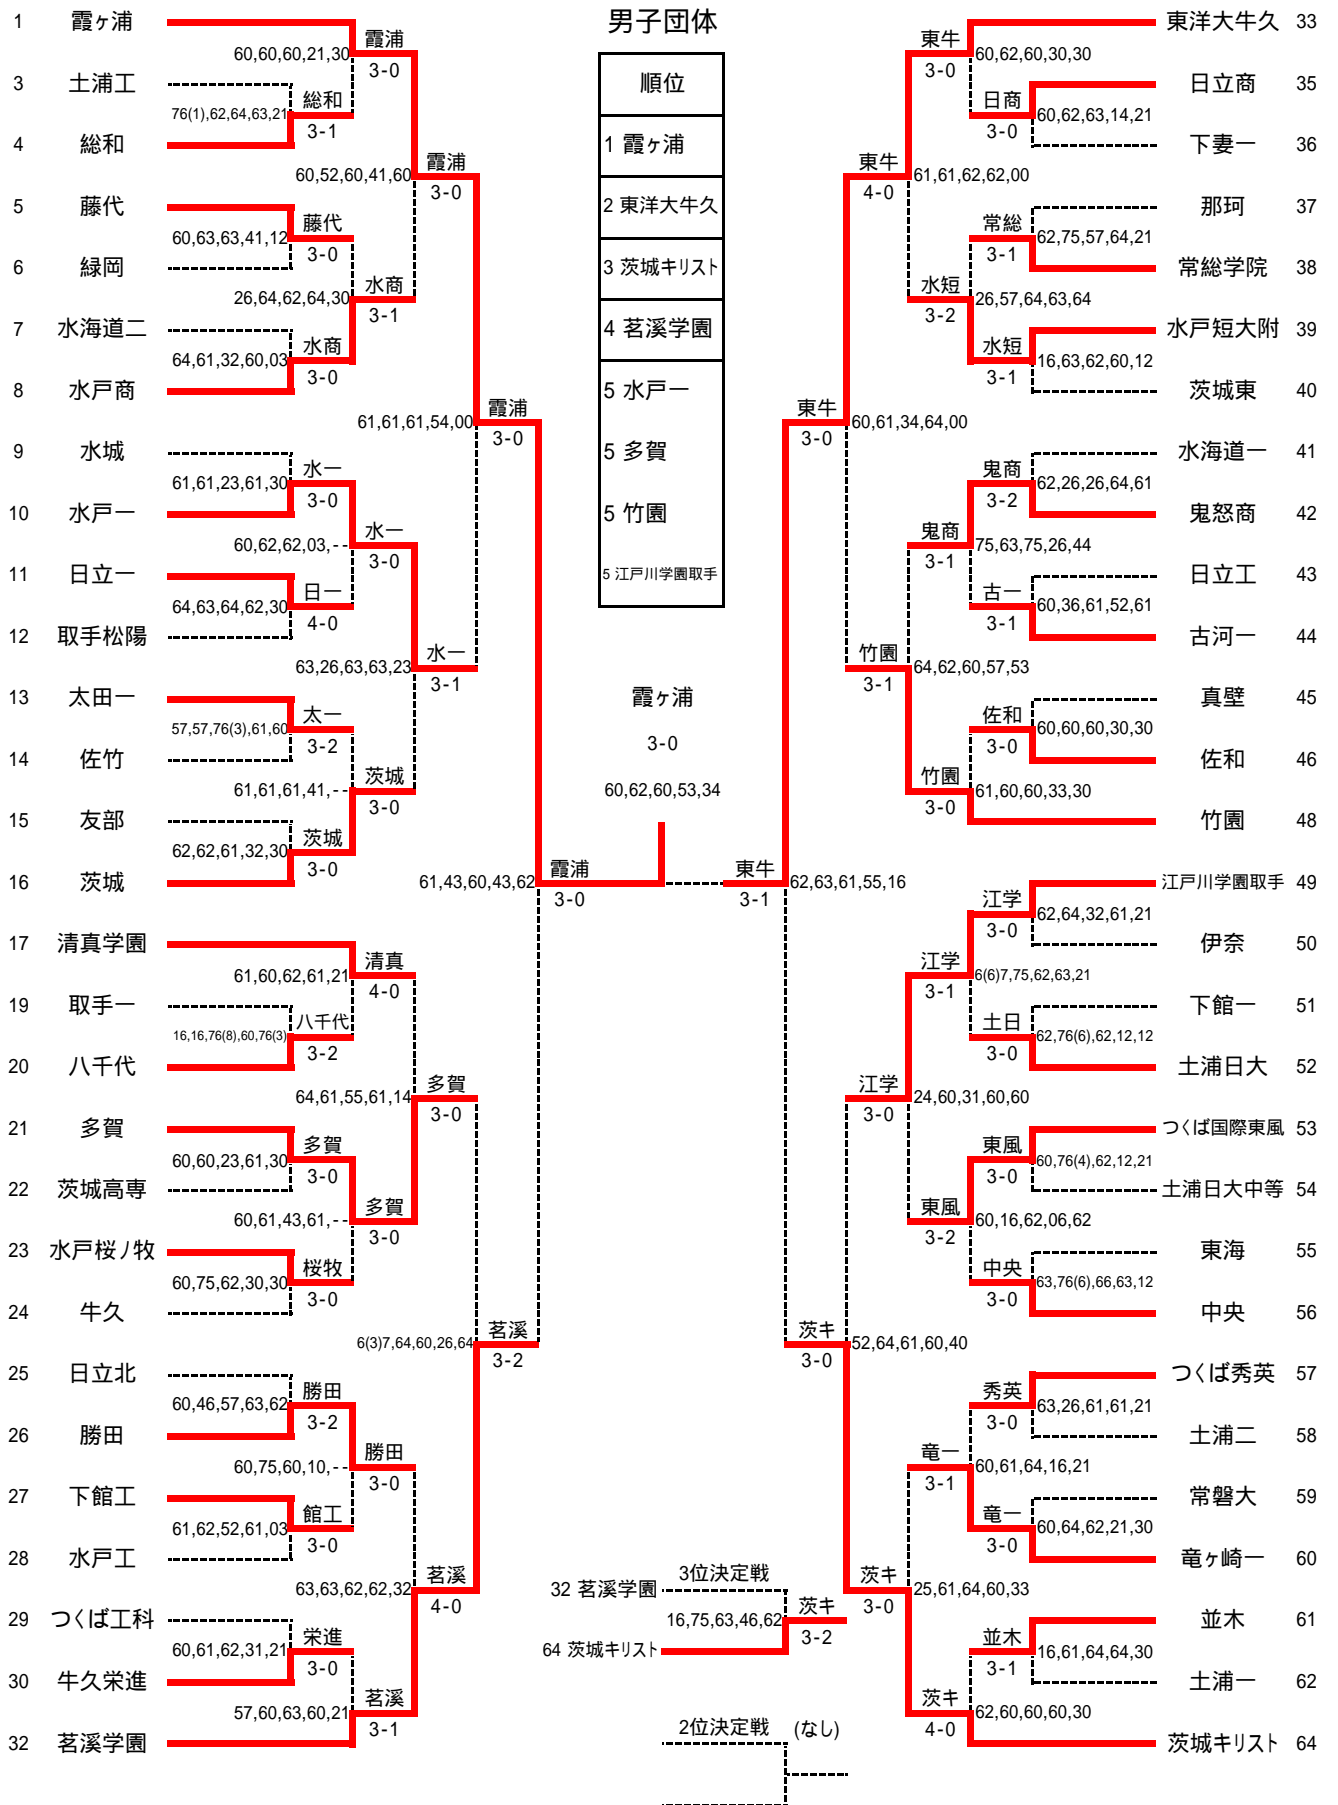 男子団体
順位
1 霞ヶ浦
2 東洋大牛久
3 茨城キリスト
4 茗溪学園
5 水戸一
5 多賀
5 竹園
5 江戸川学園取手
霞ヶ浦
3-0
60,62,60,53,34
1 霞ヶ浦
霞浦
60,60,60,21,30
3-0
3 土浦工
総和
76(1),62,64,63,21
3-1
4 総和
霞浦
60,52,60,41,60
3-0
5 藤代
藤代
60,63,63,41,12
3-0
6 緑岡
水商
26,64,62,64,30
3-1
7 水海道二
水商
64,61,32,60,03
3-0
8 水戸商
霞浦
61,61,61,54,00
3-0
9 水城
水一
61,61,23,61,30
3-0
10 水戸一
水一
60,62,62,03,--
3-0
11 日立一
日一
64,63,64,62,30
4-0
12 取手松陽
水一
63,26,63,63,23
3-1
13 太田一
太一
57,57,76(3),61,60
3-2
14 佐竹
茨城
61,61,61,41,--
3-0
15 友部
茨城
62,62,61,32,30
3-0
16 茨城
霞浦
61,43,60,43,62
3-0
17 清真学園
清真
61,60,62,61,21
4-0
19 取手一
八千代
16,16,76(8),60,76(3)
3-2
20 八千代
多賀
64,61,55,61,14
3-0
21 多賀
多賀
60,60,23,61,30
3-0
22 茨城高専
多賀
60,61,43,61,--
3-0
23 水戸桜ノ牧
桜牧
60,75,62,30,30
3-0
24 牛久
茗溪
6(3)7,64,60,26,64
3-2
25 日立北
勝田
60,46,57,63,62
3-2
26 勝田
勝田
60,75,60,10,--
3-0
27 下館工
館工
61,62,52,61,03
3-0
28 水戸工
茗溪
63,63,62,62,32
4-0
29 つくば工科
栄進
60,61,62,31,21
3-0
30 牛久栄進
茗溪
57,60,63,60,21
3-1
32 茗溪学園
東洋大牛久 33
東牛
60,62,60,30,30
3-0
日立商 35
日商
60,62,63,14,21
3-0
下妻一 36
東牛
61,61,62,62,00
4-0
那珂 37
常総
62,75,57,64,21
3-1
常総学院 38
水短
26,57,64,63,64
3-2
水戸短大附 39
水短
16,63,62,60,12
3-1
茨城東 40
東牛
60,61,34,64,00
3-0
水海道一 41
鬼商
62,26,26,64,61
3-2
鬼怒商 42
鬼商
75,63,75,26,44
3-1
日立工 43
古一
60,36,61,52,61
3-1
古河一 44
竹園
64,62,60,57,53
3-1
真壁 45
佐和
60,60,60,30,30
3-0
佐和 46
竹園
61,60,60,33,30
3-0
竹園 48
東牛
62,63,61,55,16
3-1
江戸川学園取手 49
江学
62,64,32,61,21
3-0
伊奈 50
江学
6(6)7,75,62,63,21
3-1
下館一 51
土日
62,76(6),62,12,12
3-0
土浦日大 52
江学
24,60,31,60,60
3-0
つくば国際東風 53
東風
60,76(4),62,12,21
3-0
土浦日大中等 54
東風
60,16,62,06,62
3-2
東海 55
中央
63,76(6),66,63,12
3-0
中央 56
茨キ
52,64,61,60,40
3-0
つくば秀英 57
秀英
63,26,61,61,21
3-0
土浦二 58
竜一
60,61,64,16,21
3-1
常磐大 59
竜一
60,64,62,21,30
3-0
竜ヶ崎一 60
茨キ
25,61,64,60,33
3-0
並木 61
並木
16,61,64,64,30
3-1
土浦一 62
茨キ
62,60,60,60,30
4-0
茨城キリスト 64
3位決定戦
32 茗溪学園
茨キ
16,75,63,46,62
3-2
64 茨城キリスト
2位決定戦 (なし)